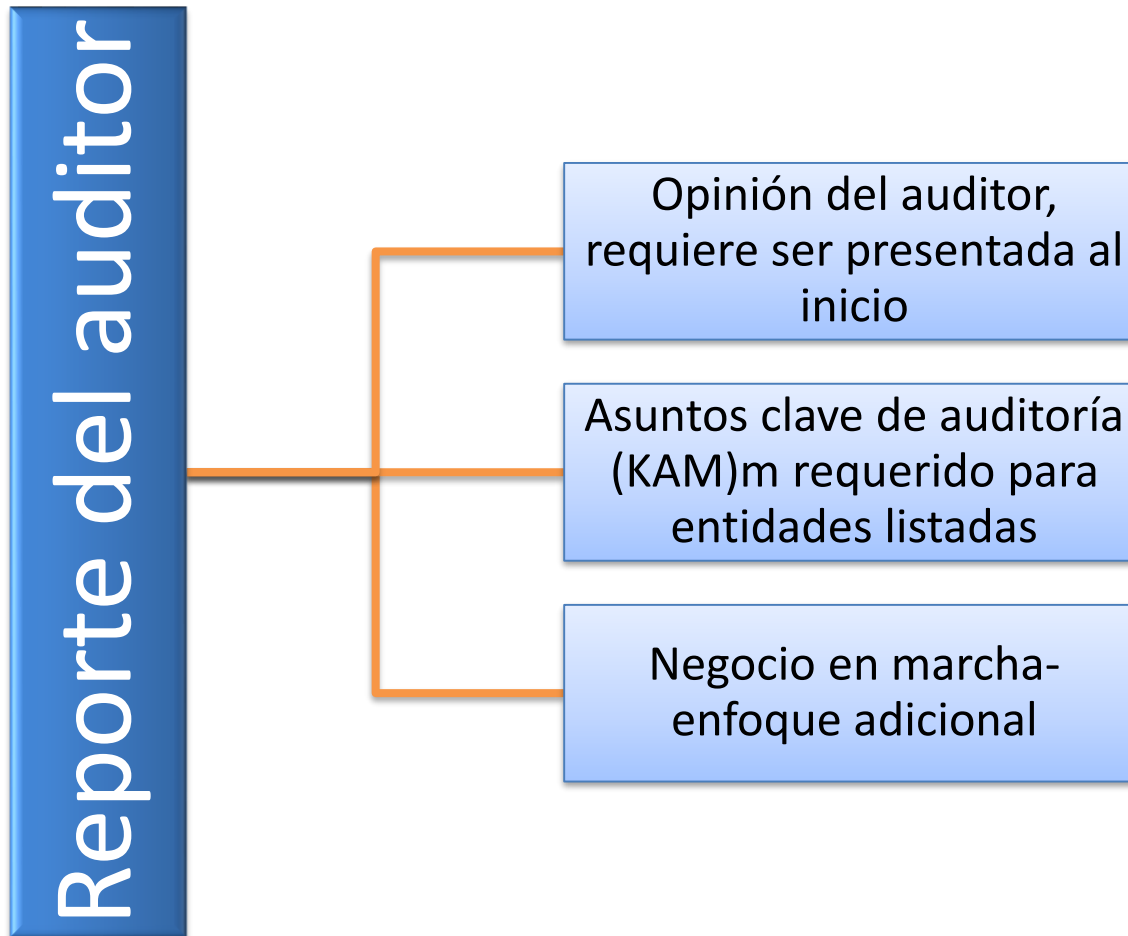 Reporte del auditor
Opinión del auditor,
requiere ser presentada al
inicio
Asuntos clave de auditoría
(KAM)m requerido para
entidades listadas
Negocio en marcha-
enfoque adicional